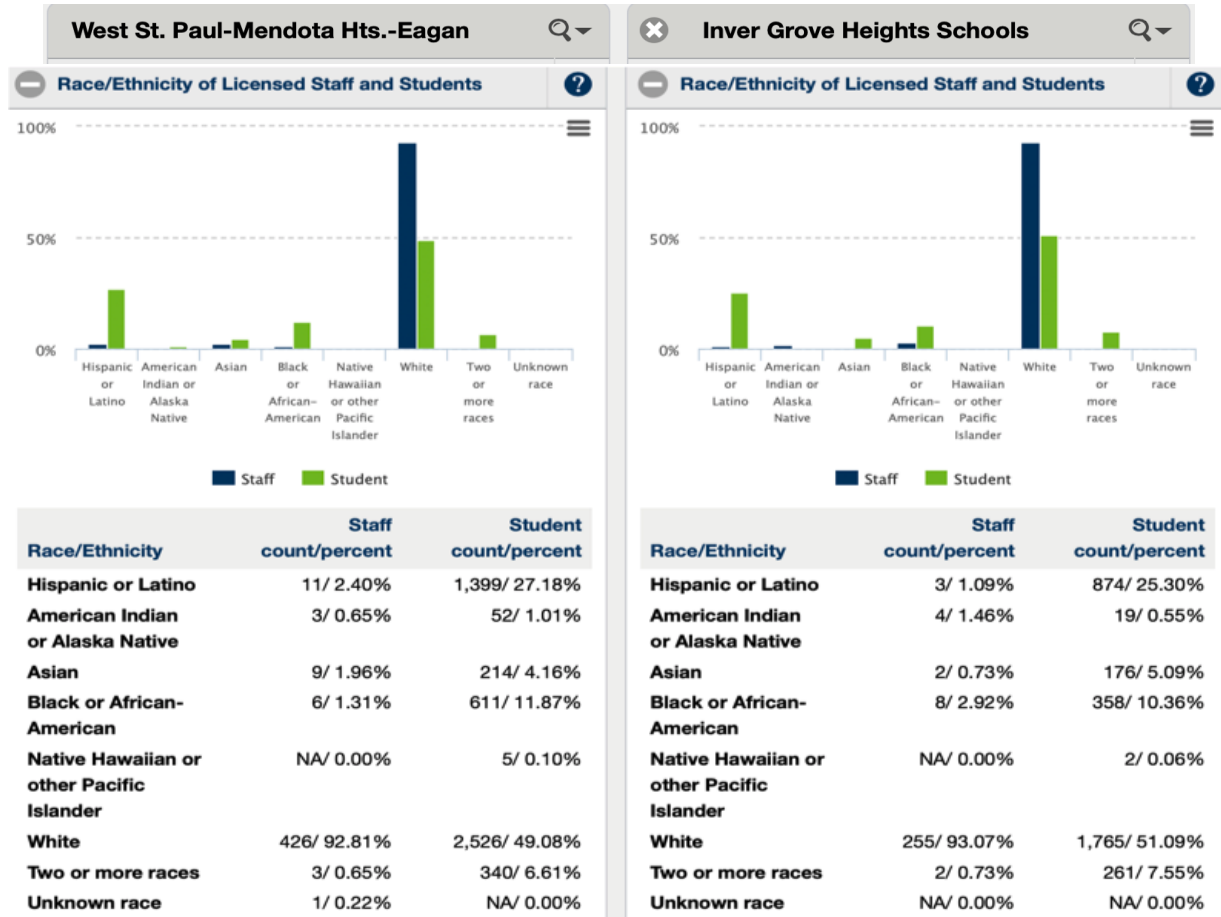 West St. Paul-Mendota Hts.-Eagan
Race/Ethnicity of Licensed Staff and Students
?
100%
50%
0%
Hispanic American Asian Black Native White Two Unknown
or Indian or or Hawaiian or race
Latino Alaska African- or other more
Native American Pacific races
Islander
Staff Student
Staff Student
Race/Ethnicity count/percent count/percent
Hispanic or Latino 11/ 2.40% 1,399/ 27.18%
American Indian 3/ 0.65% 52/ 1.01%
or Alaska Native
Asian 9/ 1.96% 214/ 4.16%
Black or African- 6/ 1.31% 611/ 11.87%
American
Native Hawaiian or NA/ 0.00% 5/ 0.10%
other Pacific
Islander
White 426/ 92.81% 2,526/ 49.08%
Two or more races 3/ 0.65% 340/ 6.61%
Unknown race 1/ 0.22% NA/ 0.00%
Inver Grove Heights Schools
Race/Ethnicity of Licensed Staff and Students
?
100%
50%
0%
Hispanic American Asian Black Native White Two Unknown
or Indian or or Hawaiian or race
Latino Alaska African- or other more
Native American Pacific races
Islander
Staff Student
Staff Student
Race/Ethnicity count/percent count/percent
Hispanic or Latino 3/ 1.09% 874/ 25.30%
American Indian 4/ 1.46% 19/ 0.55%
or Alaska Native
Asian 2/ 0.73% 176/ 5.09%
Black or African- 8/ 2.92% 358/ 10.36%
American
Native Hawaiian or NA/ 0.00% 2/ 0.06%
other Pacific
Islander
White 255/ 93.07% 1,765/ 51.09%
Two or more races 2/ 0.73% 261/ 7.55%
Unknown race NA/ 0.00% NA/ 0.00%